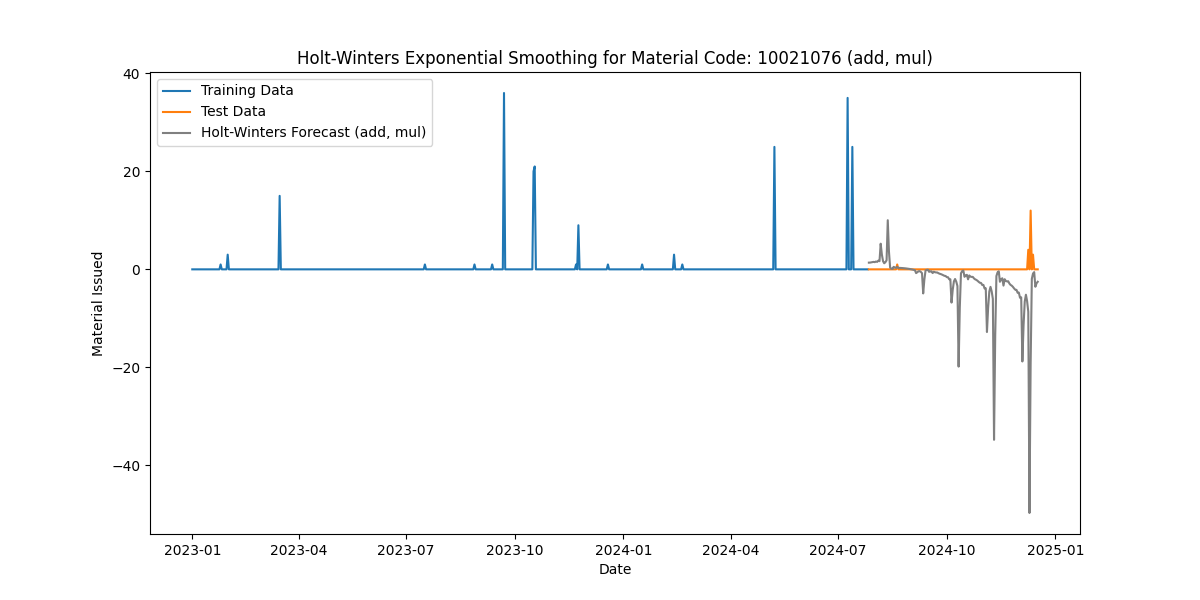 Holt-Winters Exponential Smoothing for Material Code: 10021076 (add, mul)
Training Data
Test Data
Holt-Winters Forecast (add, mul)
Material Issued
40
20
0
−20
−40
2023-01
2023-04
2023-07
2023-10
2024-01
2024-04
2024-07
2024-10
2025-01
Date